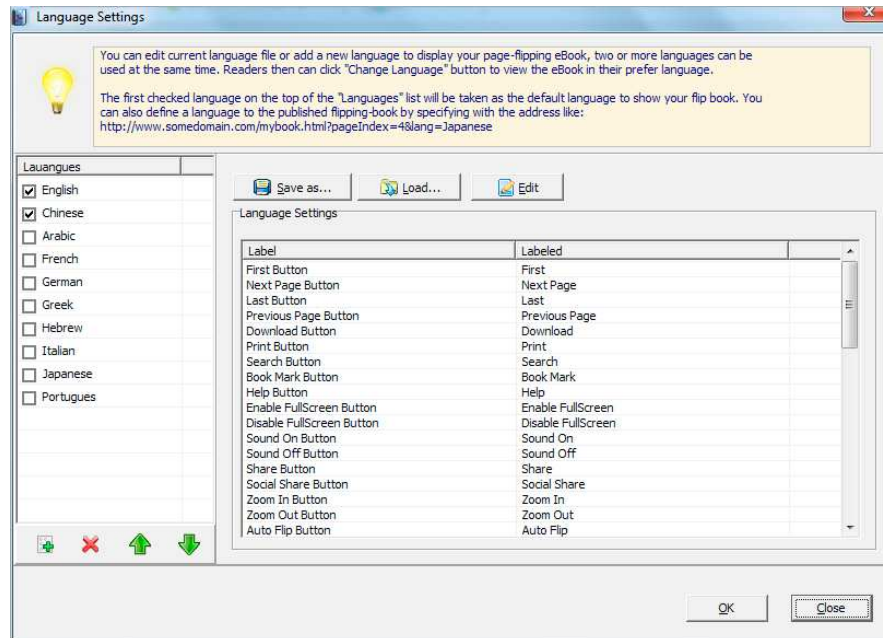 Language Settings
You can edit current language file or add a new language to display your page-flipping eBook, two or more languages can be
used at the same time. Readers then can click "Change Language" button to view the eBook in their prefer language.
The first checked language on the top of the "Languages" list will be taken as the default language to show your flip book. You
can also define a language to the published flipping-book by specifying with the address like:
http://www.somedomain.com/mybook.html?pageIndex=4&lang=Japanese
Lauangues
English
Chinese
Arabic
French
German
Greek
Hebrew
Italian
Japanese
Portugues
Save as... Load... Edit
Language Settings
Label Labeled
First Button First
Next Page Button Next Page
Last Button Last
Previous Page Button Previous Page
Download Button Download
Print Button Print
Search Button Search
Book Mark Button Book Mark
Help Button Help
Enable FullScreen Button Enable FullScreen
Disable FullScreen Button Disable FullScreen
Sound On Button Sound On
Sound Off Button Sound Off
Share Button Share
Social Share Button Social Share
Zoom In Button Zoom In
Zoom Out Button Zoom Out
Auto Flip Button Auto Flip
OK Close